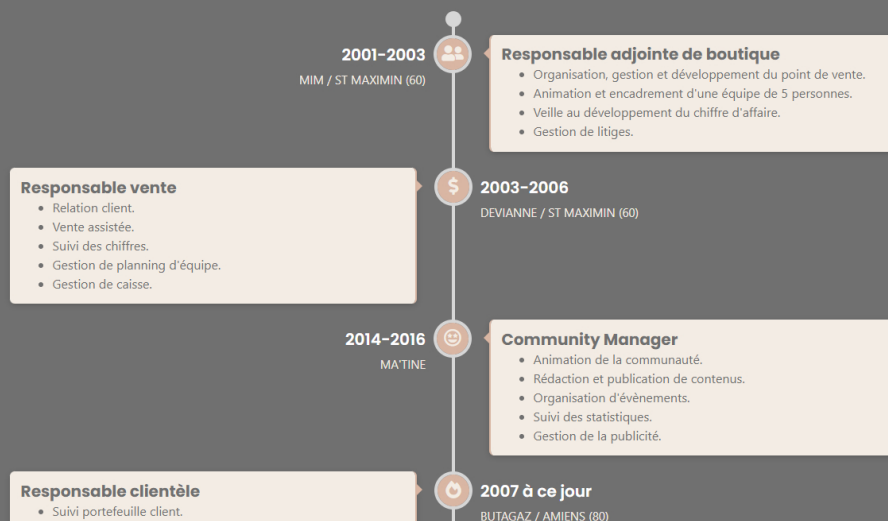 2001-2003
MIM / ST MAXIMIN (60)
Responsable adjointe de boutique
Organisation, gestion et développement du point de vente.
Animation et encadrement d'une équipe de 5 personnes.
Veille au développement du chiffre d'affaire.
Gestion de litiges.
Responsable vente
Relation client.
Vente assistée.
Suivi des chiffres.
Gestion de planning d'équipe.
Gestion de caisse.
2003-2006
DEVIANNE / ST MAXIMIN (60)
2014-2016
MA'TINE
Community Manager
Animation de la communauté.
Rédaction et publication de contenus.
Organisation d'évènements.
Suivi des statistiques.
Gestion de la publicité.
Responsable clientèle
Suivi portefeuille client.
2007 à ce jour
BUTAGAZ / AMIENS (80)